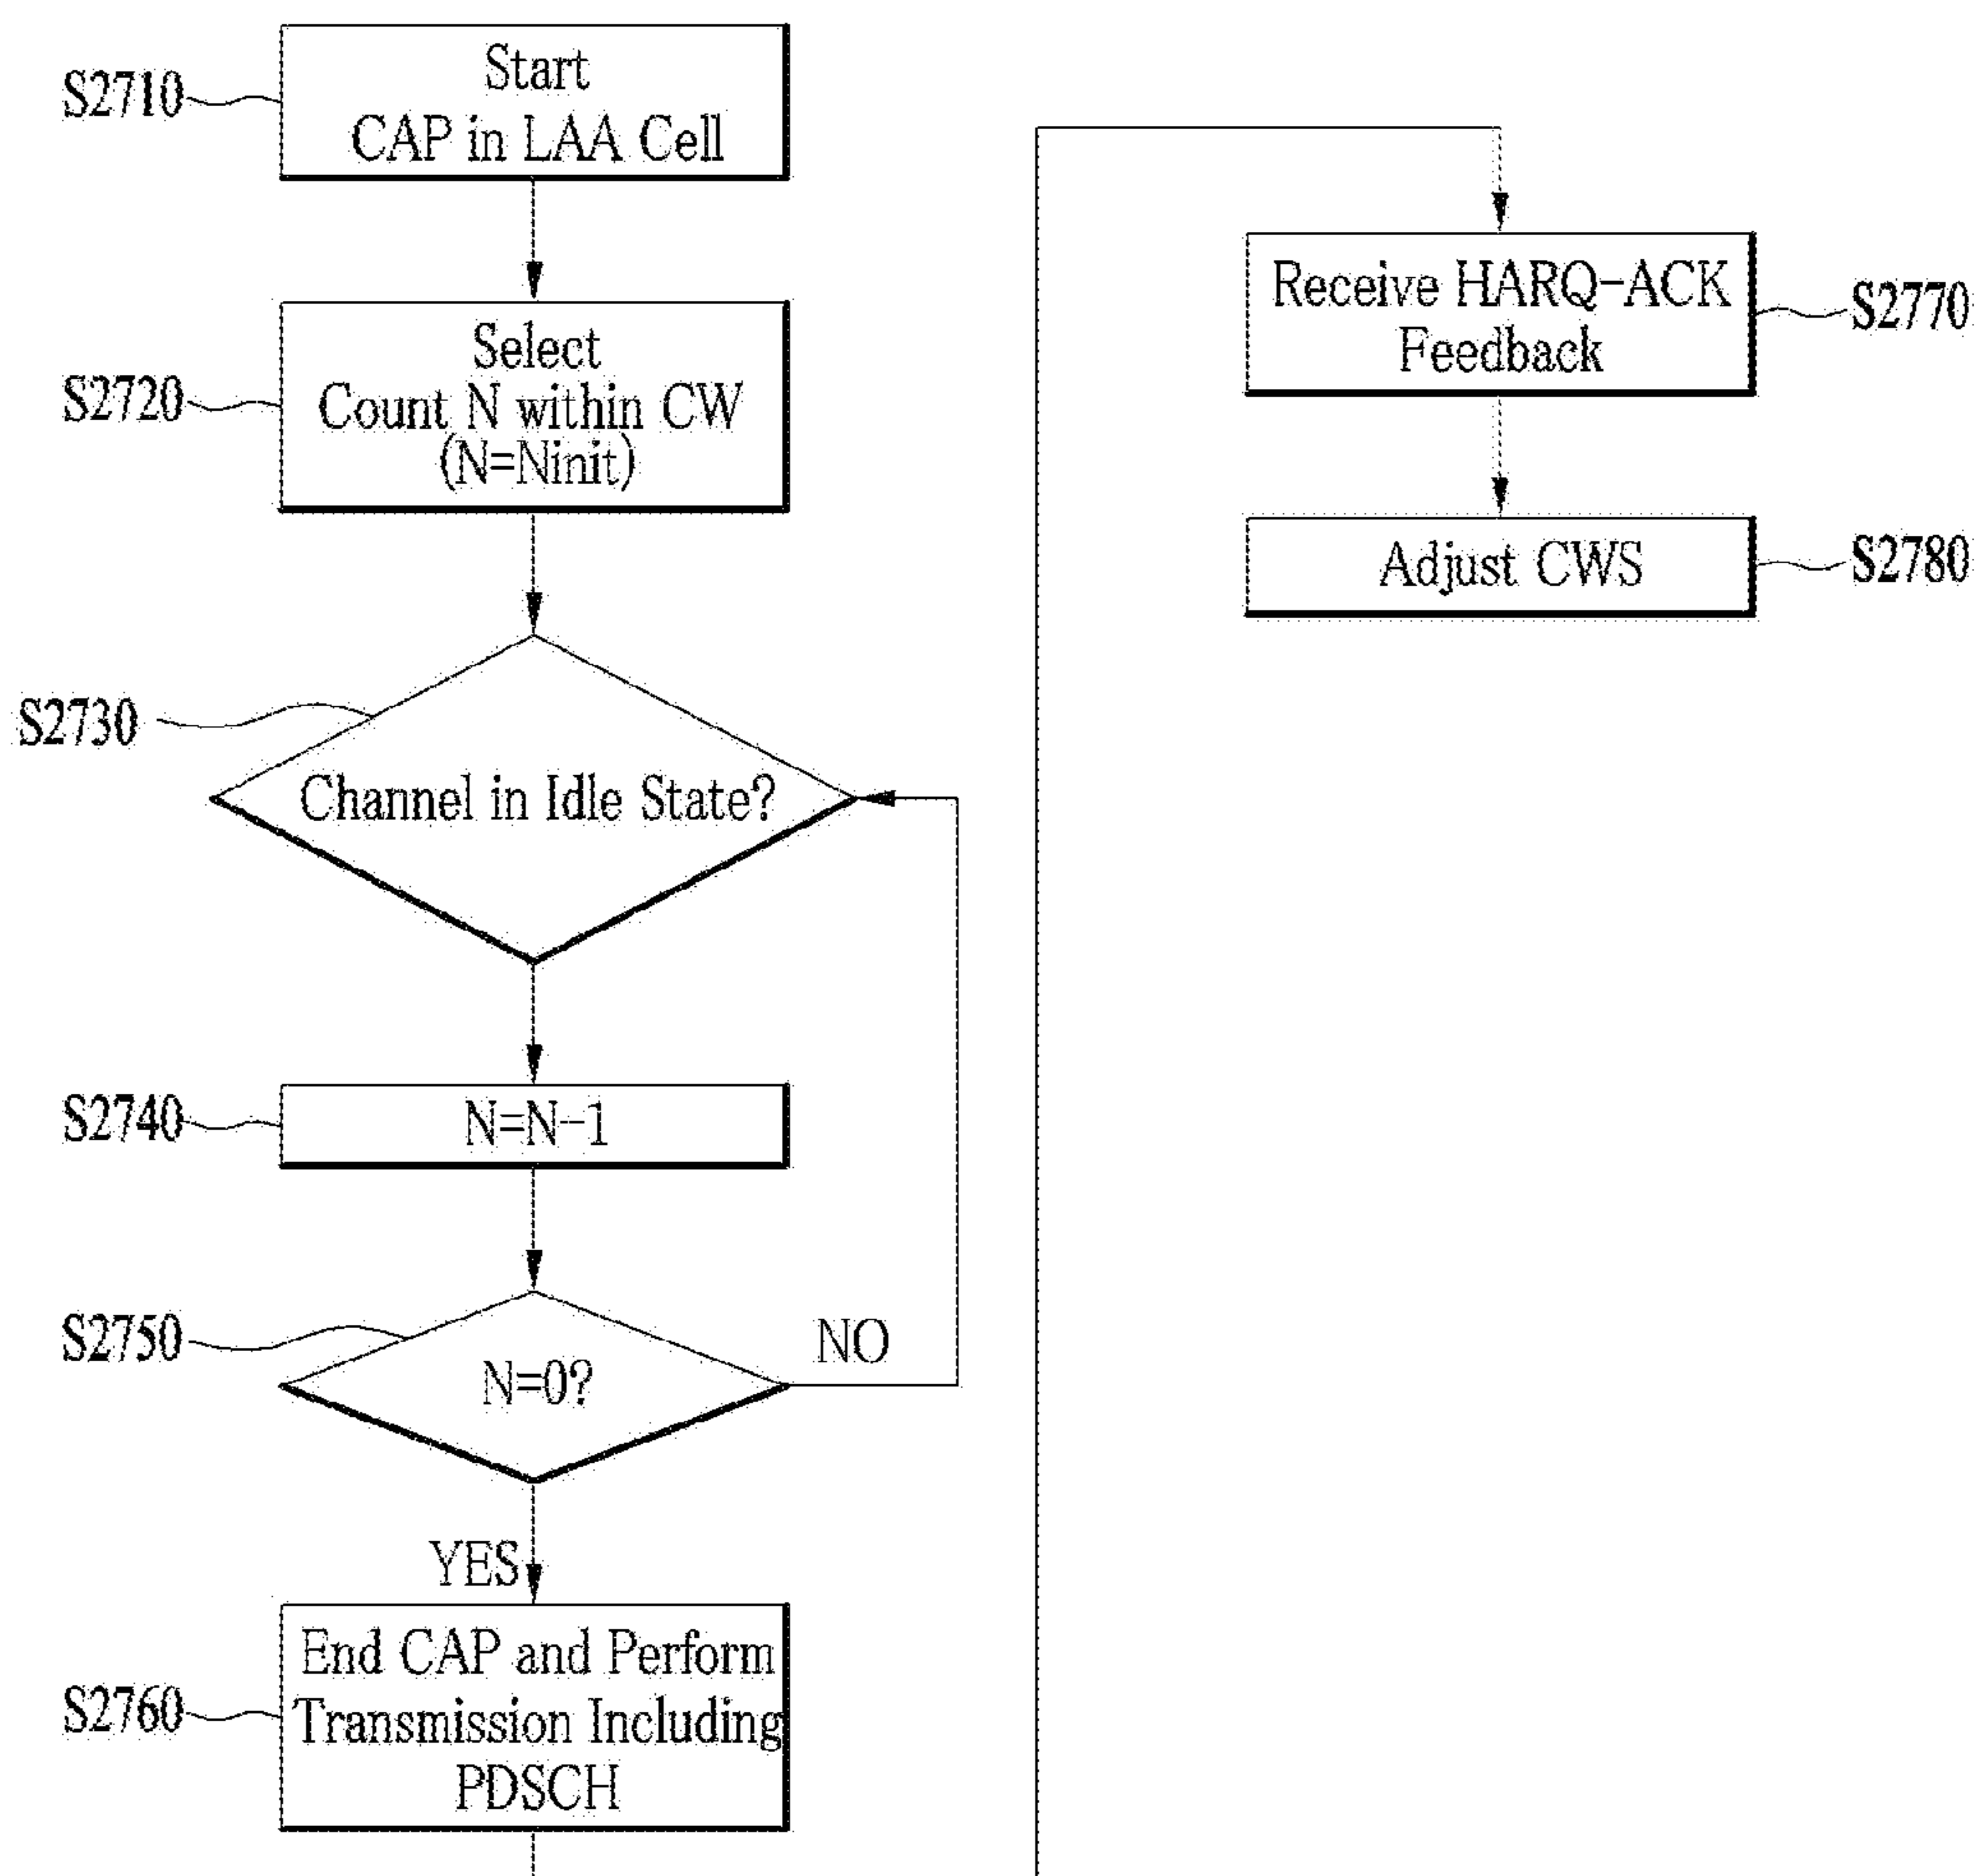 S2710
Start
CAP in LAA Cell
S2720
Select
Count N within CW
(N=Ninit)
S2730
Channel in Idle State?
S2740
N=N-1
S2750
N=0?
NO
YES
S2760
End CAP and Perform
Transmission Including
PDSCH
Receive HARQ-ACK
Feedback
S2770
Adjust CWS
S2780